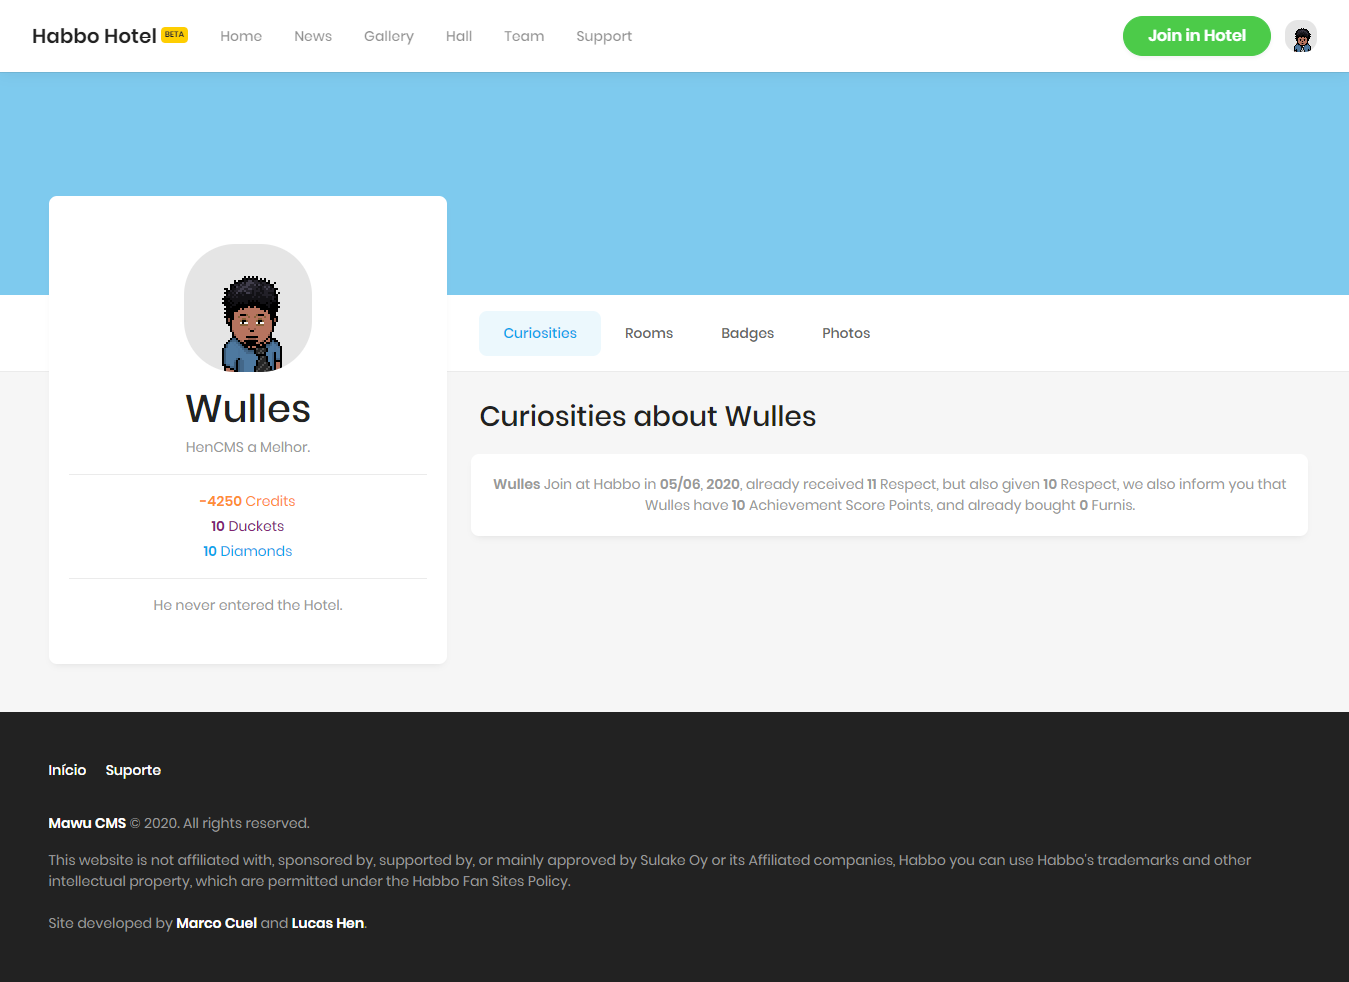 Habbo Hotel BETA Home News Gallery Hall Team Support Join in Hotel
Wulles
HenCMS a Melhor.
-4250 Credits
10 Duckets
10 Diamonds
He never entered the Hotel.
Curiosities Rooms Badges Photos
Curiosities about Wulles
Wulles Join at Habbo in 05/06, 2020, already received 11 Respect, but also given 10 Respect, we also inform you that
Wulles have 10 Achievement Score Points, and already bought 0 Furnis.
Início Suporte
Mawu CMS © 2020. All rights reserved.
This website is not affiliated with, sponsored by, supported by, or mainly approved by Sulake Oy or its Affiliated companies, Habbo you can use Habbo's trademarks and other
intellectual property, which are permitted under the Habbo Fan Sites Policy.
Site developed by Marco Cuel and Lucas Hen.